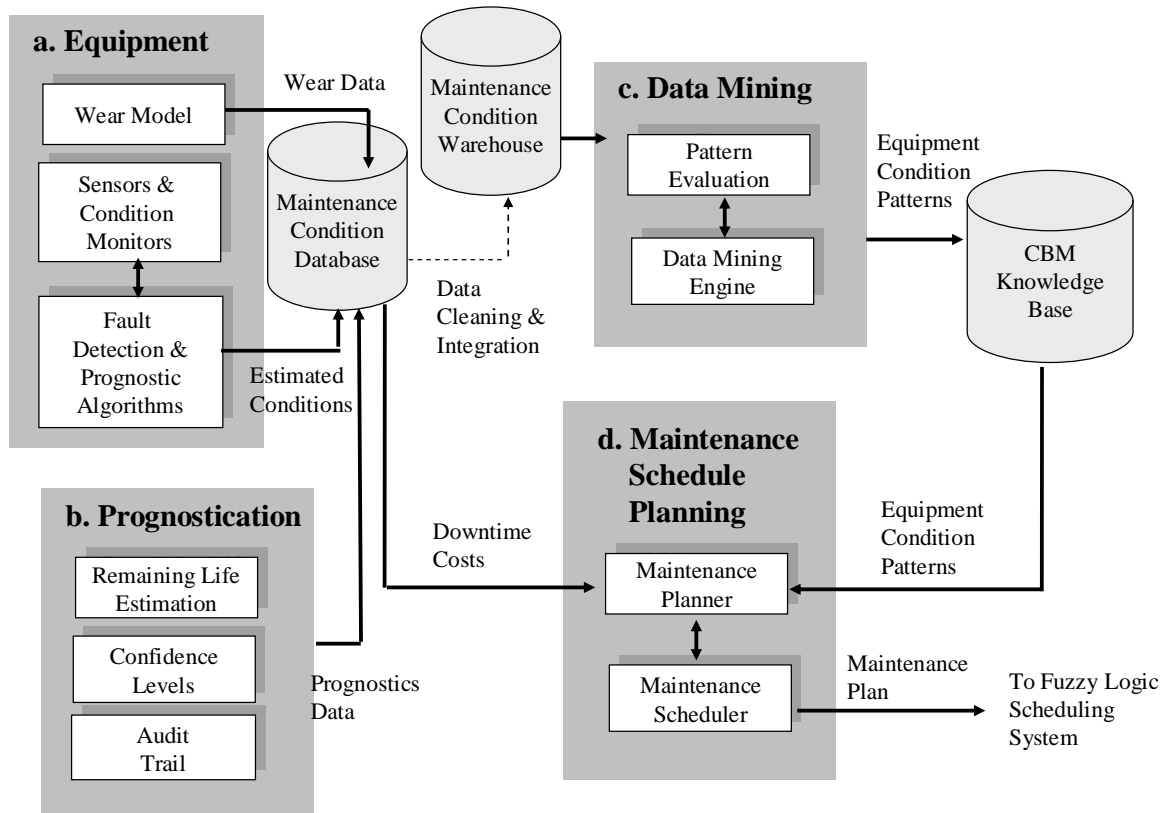 a. Equipment
Wear Model
Sensors &
Condition
Monitors
Fault
Detection &
Prognostic
Algorithms
Wear Data
Maintenance
Condition
Database
Estimated
Conditions
Maintenance
Condition
Warehouse
Data
Cleaning &
Integration
c. Data Mining
Pattern
Evaluation
Data Mining
Engine
Equipment
Condition
Patterns
CBM
Knowledge
Base
b. Prognostication
Remaining Life
Estimation
Confidence
Levels
Audit
Trail
Prognostics
Data
Downtime
Costs
d. Maintenance
Schedule
Planning
Maintenance
Planner
Maintenance
Scheduler
Equipment
Condition
Patterns
Maintenance
Plan
To Fuzzy Logic
Scheduling
System